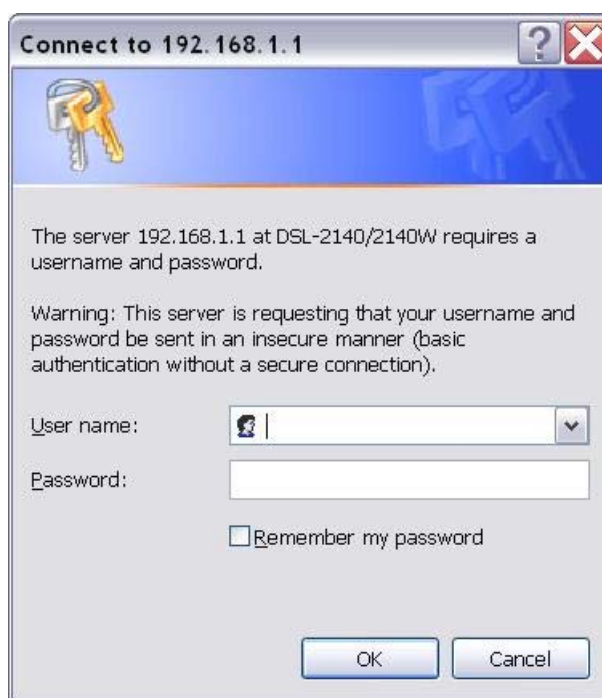 Connect to 192.168.1.1
The server 192.168.1.1 at DSL-2140/2140W requires a
username and password.
Warning: This server is requesting that your username and
password be sent in an insecure manner (basic
authentication without a secure connection).
User name:
Password:
Remember my password
OK
Cancel